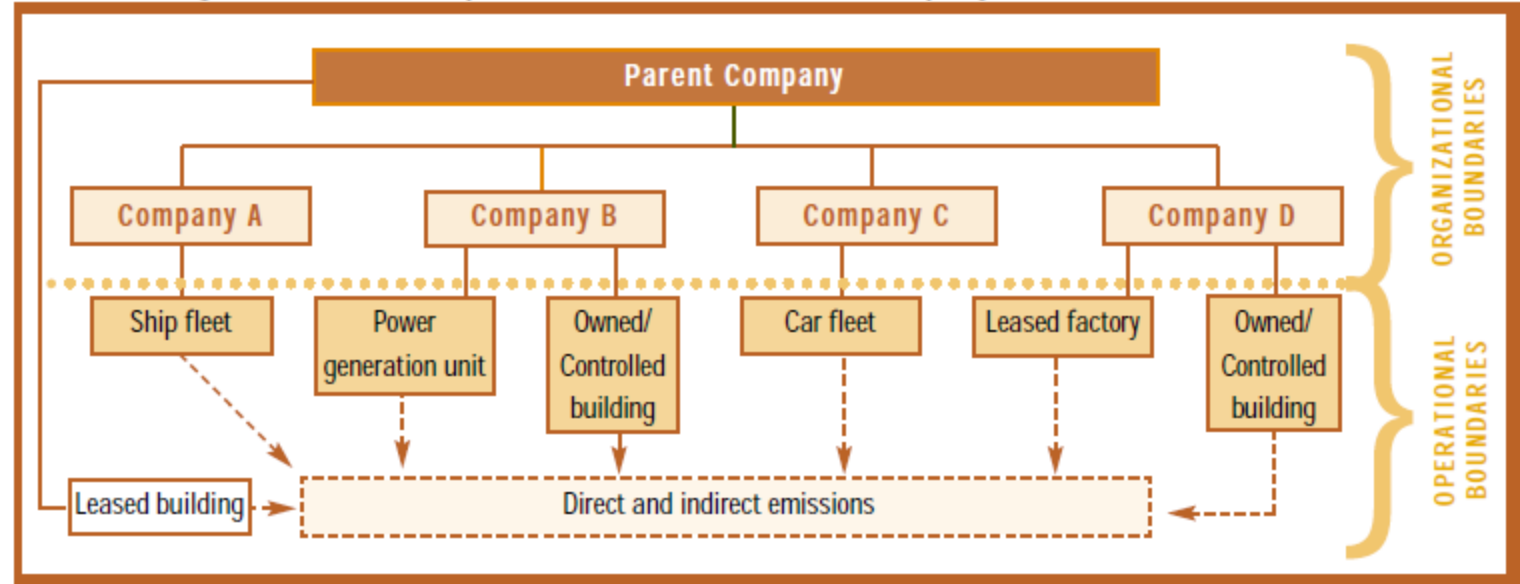 Parent Company
ORGANIZATIONAL
BOUNDARIES
Company A
Company B
Company C
Company D
Ship fleet
Power
generation unit
Owned/
Controlled
building
Car fleet
Leased factory
Owned/
Controlled
building
OPERATIONAL
BOUNDARIES
Leased building
Direct and indirect emissions